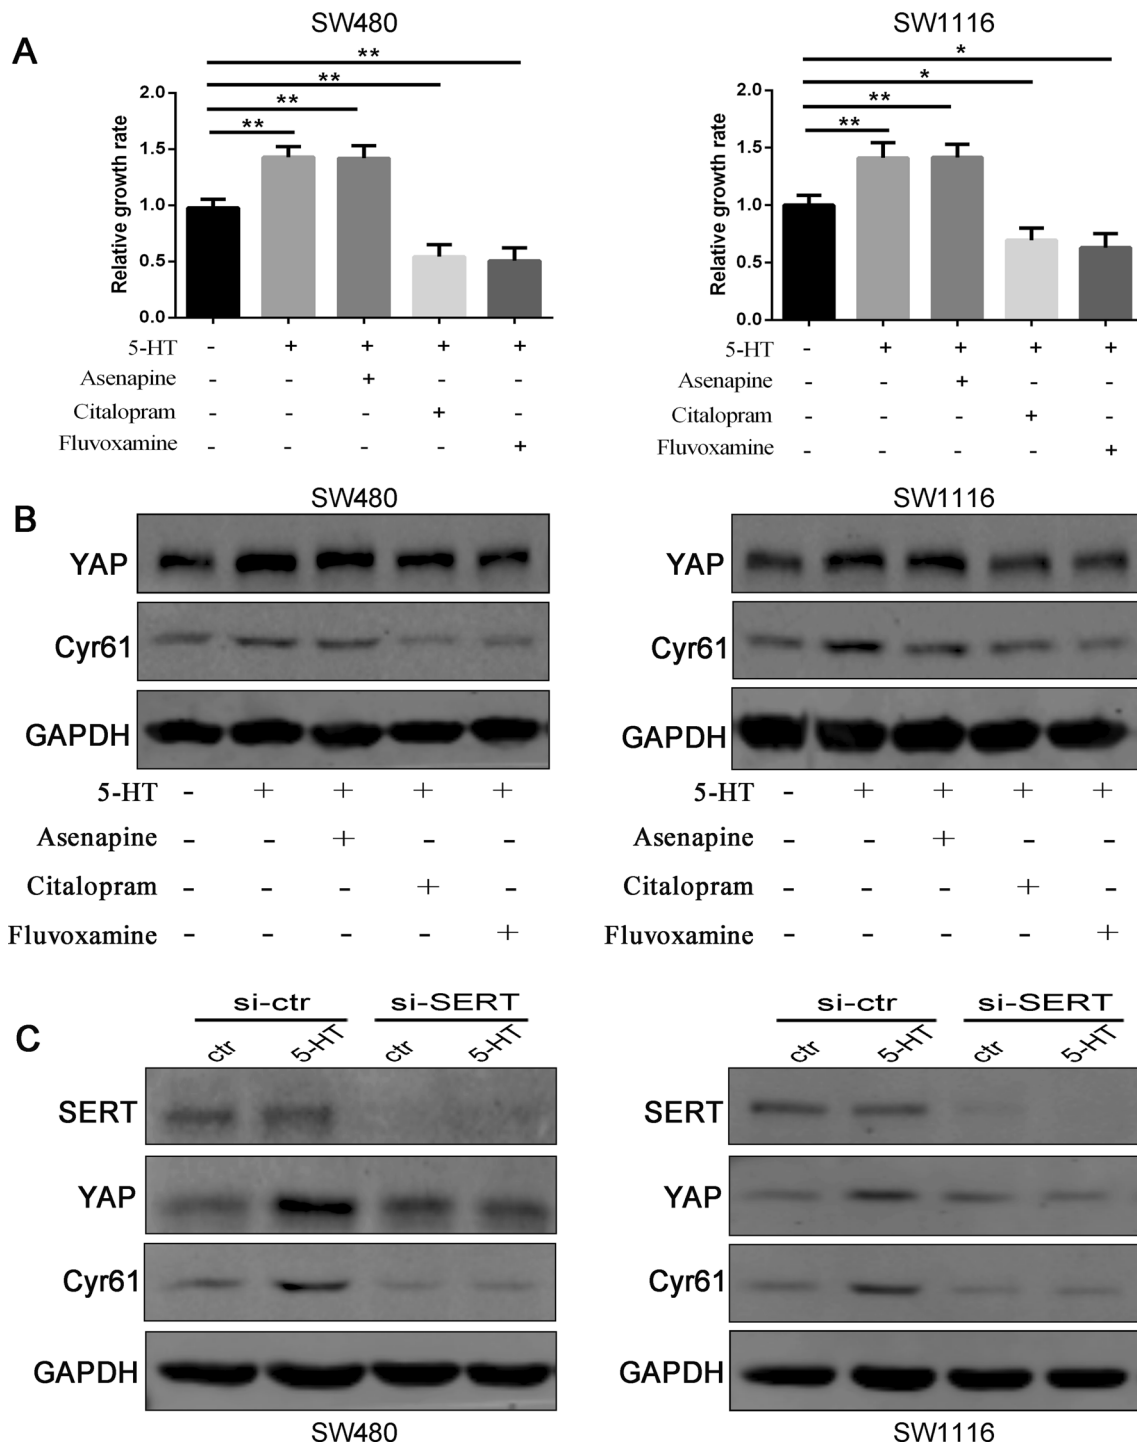 A
SW480
** 
**
**
**
Relative growth rate
2.0
1.5
1.0
0.5
0.0
5-HT - + + + +
Asenapine - - + - -
Citalopram - - - + -
Fluvoxamine - - - - +
SW1116
*
*
**
**
Relative growth rate
2.0
1.5
1.0
0.5
0.0
5-HT - + + + +
Asenapine - - + - -
Citalopram - - - + -
Fluvoxamine - - - - +
B
SW480
YAP
Cyr61
GAPDH
5-HT - + + + +
Asenapine - - + - -
Citalopram - - - + -
Fluvoxamine - - - - +
SW1116
YAP
Cyr61
GAPDH
5-HT - + + + +
Asenapine - - + - -
Citalopram - - - + -
Fluvoxamine - - - - +
C
si-ctr si-SERT
ctr 5-HT ctr 5-HT
SERT
YAP
Cyr61
GAPDH
SW480
si-ctr si-SERT
ctr 5-HT ctr 5-HT
SERT
YAP
Cyr61
GAPDH
SW1116